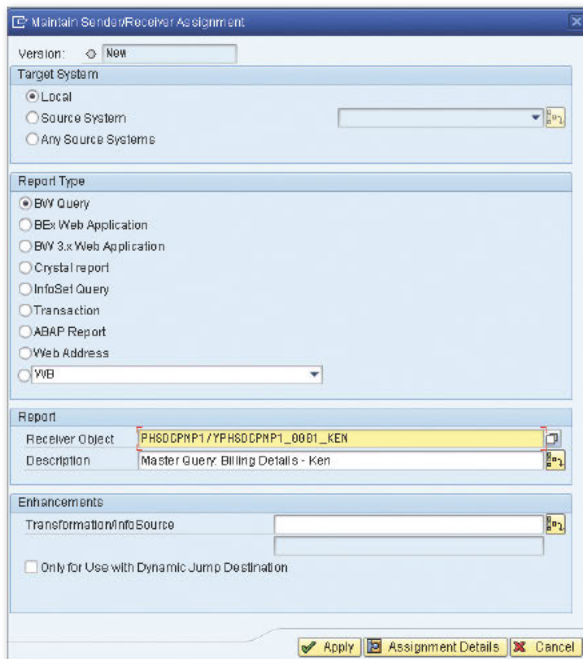 Maintain Sender/Receiver Assignment
Version: New
Target System
Local
Source System
Any Source Systems
Report Type
BW Query
BEx Web Application
BW 3.x Web Application
Crystal report
InfoSet Query
Transaction
ABAP Report
Web Address
WB
Report
Receiver Object PHSDCPNP1/YPHSDCPNP1_0001_KEN
Description Master Query: Billing Details - Ken
Enhancements
Transformation/InfoSource
Only for Use with Dynamic Jump Destination
Apply Assignment Details Cancel